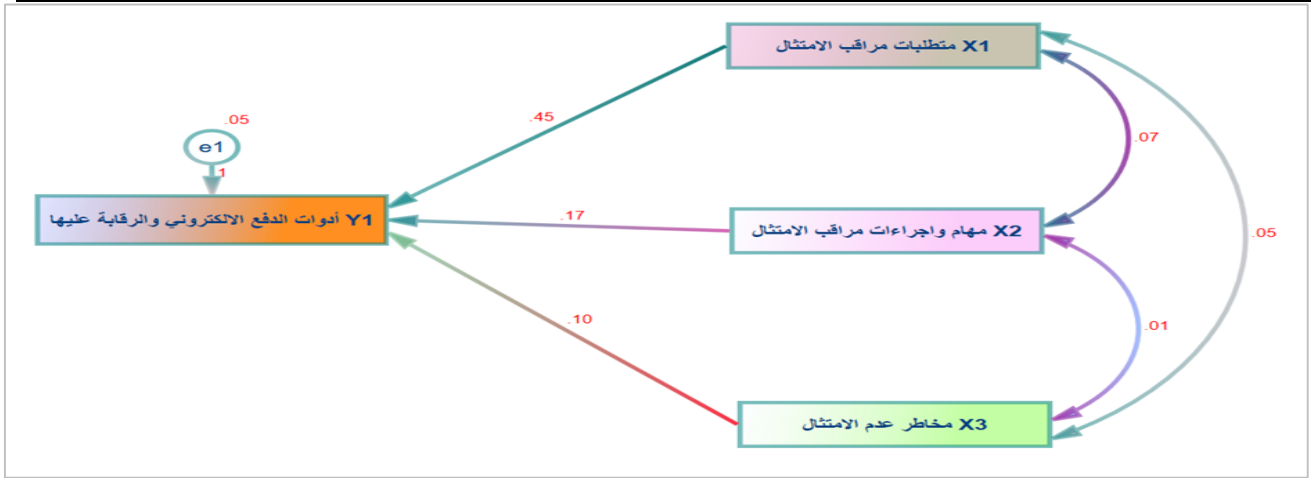 X1 متطلبات مراقب الامتثال
.05
e1
.45
.07
1
Y1 أدوات الدفع الالكتروني والرقابة عليها
.17
X2 مهام واجراءات مراقب الامتثال
.05
.10
.01
X3 مخاطر عدم الامتثال